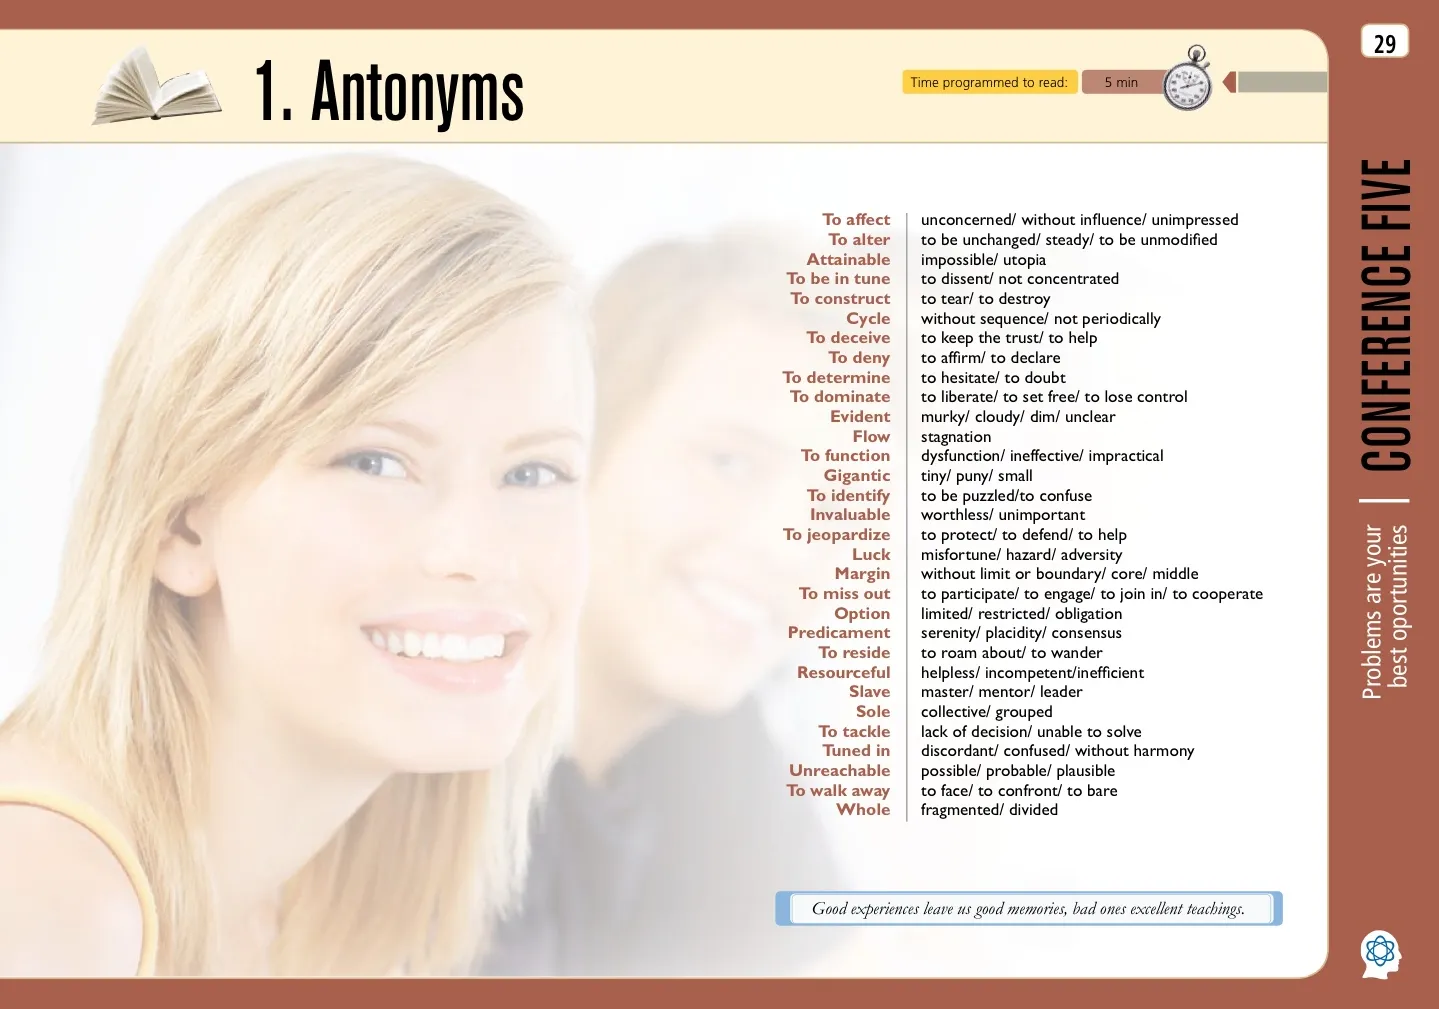 29
1. Antonyms
Time programmed to read: 5 min
To affect unconcerned/ without influence/ unimpressed
To alter to be unchanged/ steady/ to be unmodified
Attainable impossible/ utopia
To be in tune to dissent/ not concentrated
To construct to tear/ to destroy
Cycle without sequence/ not periodically
To deceive to keep the trust/ to help
To deny to affirm/ to declare
To determine to hesitate/ to doubt
To dominate to liberate/ to set free/ to lose control
Evident murky/ cloudy/ dim/ unclear
Flow stagnation
To function dysfunction/ ineffective/ impractical
Gigantic tiny/ puny/ small
To identify to be puzzled/to confuse
Invaluable worthless/ unimportant
To jeopardize to protect/ to defend/ to help
Luck misfortune/ hazard/ adversity
Margin without limit or boundary/ core/ middle
To miss out to participate/ to engage/ to join in/ to cooperate
Option limited/ restricted/ obligation
Predicament serenity/ placidity/ consensus
To reside to roam about/ to wander
Resourceful helpless/ incompetent/inefficient
Slave master/ mentor/ leader
Sole collective/ grouped
To tackle lack of decision/ unable to solve
Tuned in discordant/ confused/ without harmony
Unreachable possible/ probable/ plausible
To walk away to face/ to confront/ to bare
Whole fragmented/ divided
Good experiences leave us good memories, bad ones excellent teachings.
CONFERENCE FIVE
Problems are your
best oportunities